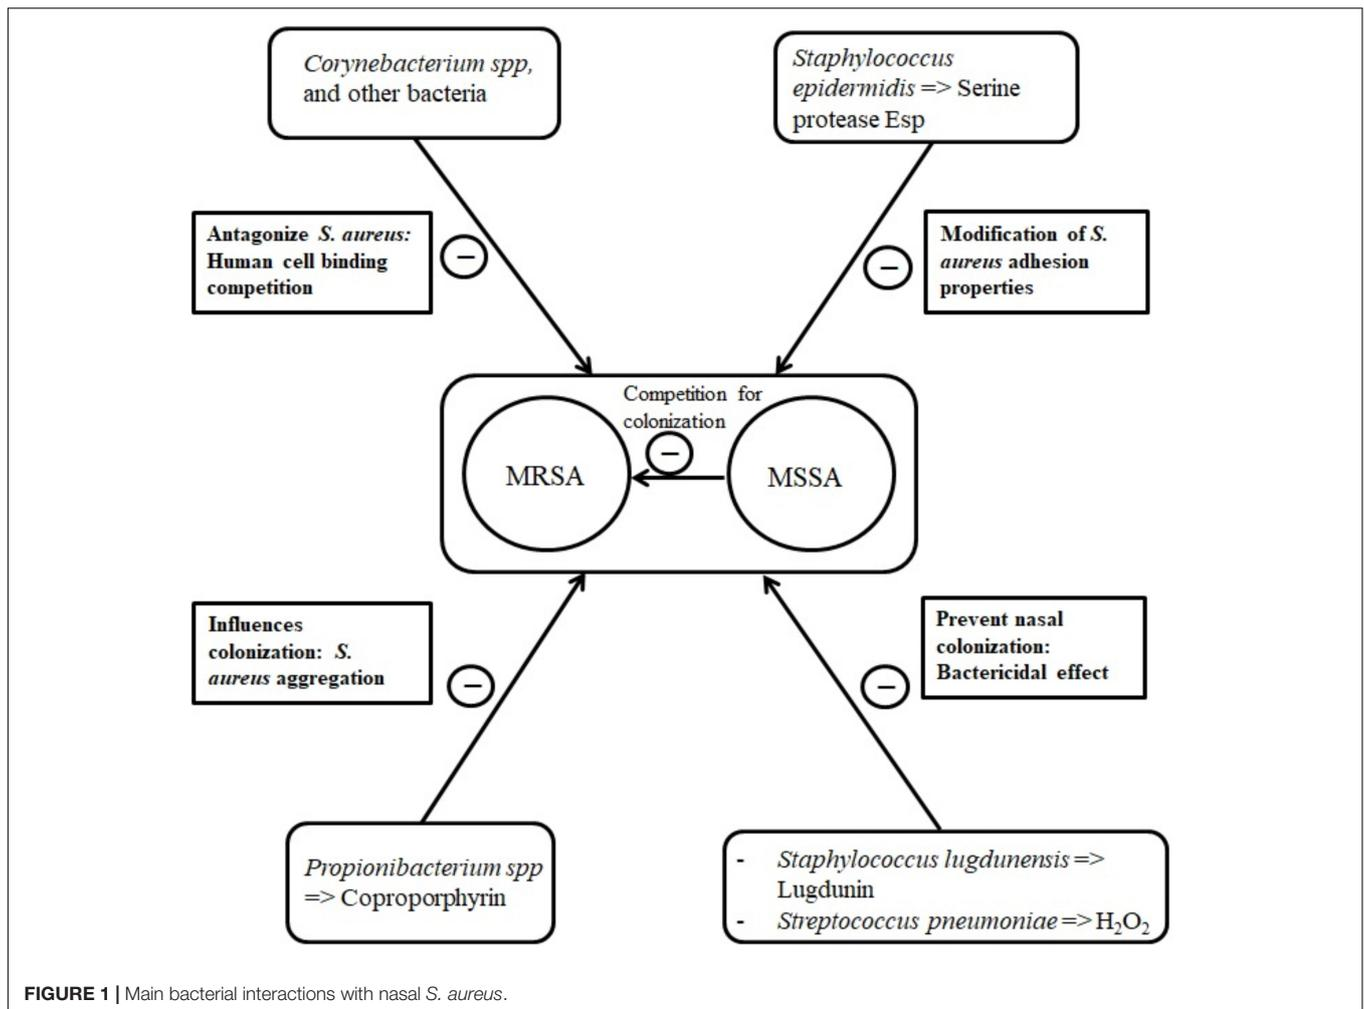 Corynebacterium spp,
and other bacteria
Staphylococcus
epidermidis => Serine
protease Esp
Antagonize S. aureus:
Human cell binding
competition
Modification of S.
aureus adhesion
properties
−
−
Competition for
colonization
−
MRSA
MSSA
Influences
colonization: S.
aureus aggregation
Prevent nasal
colonization:
Bactericidal effect
−
−
Propionibacterium spp
=> Coproporphyrin
- Staphylococcus lugdunensis =>
Lugdunin
- Streptococcus pneumoniae => H₂O₂
FIGURE 1 | Main bacterial interactions with nasal S. aureus.